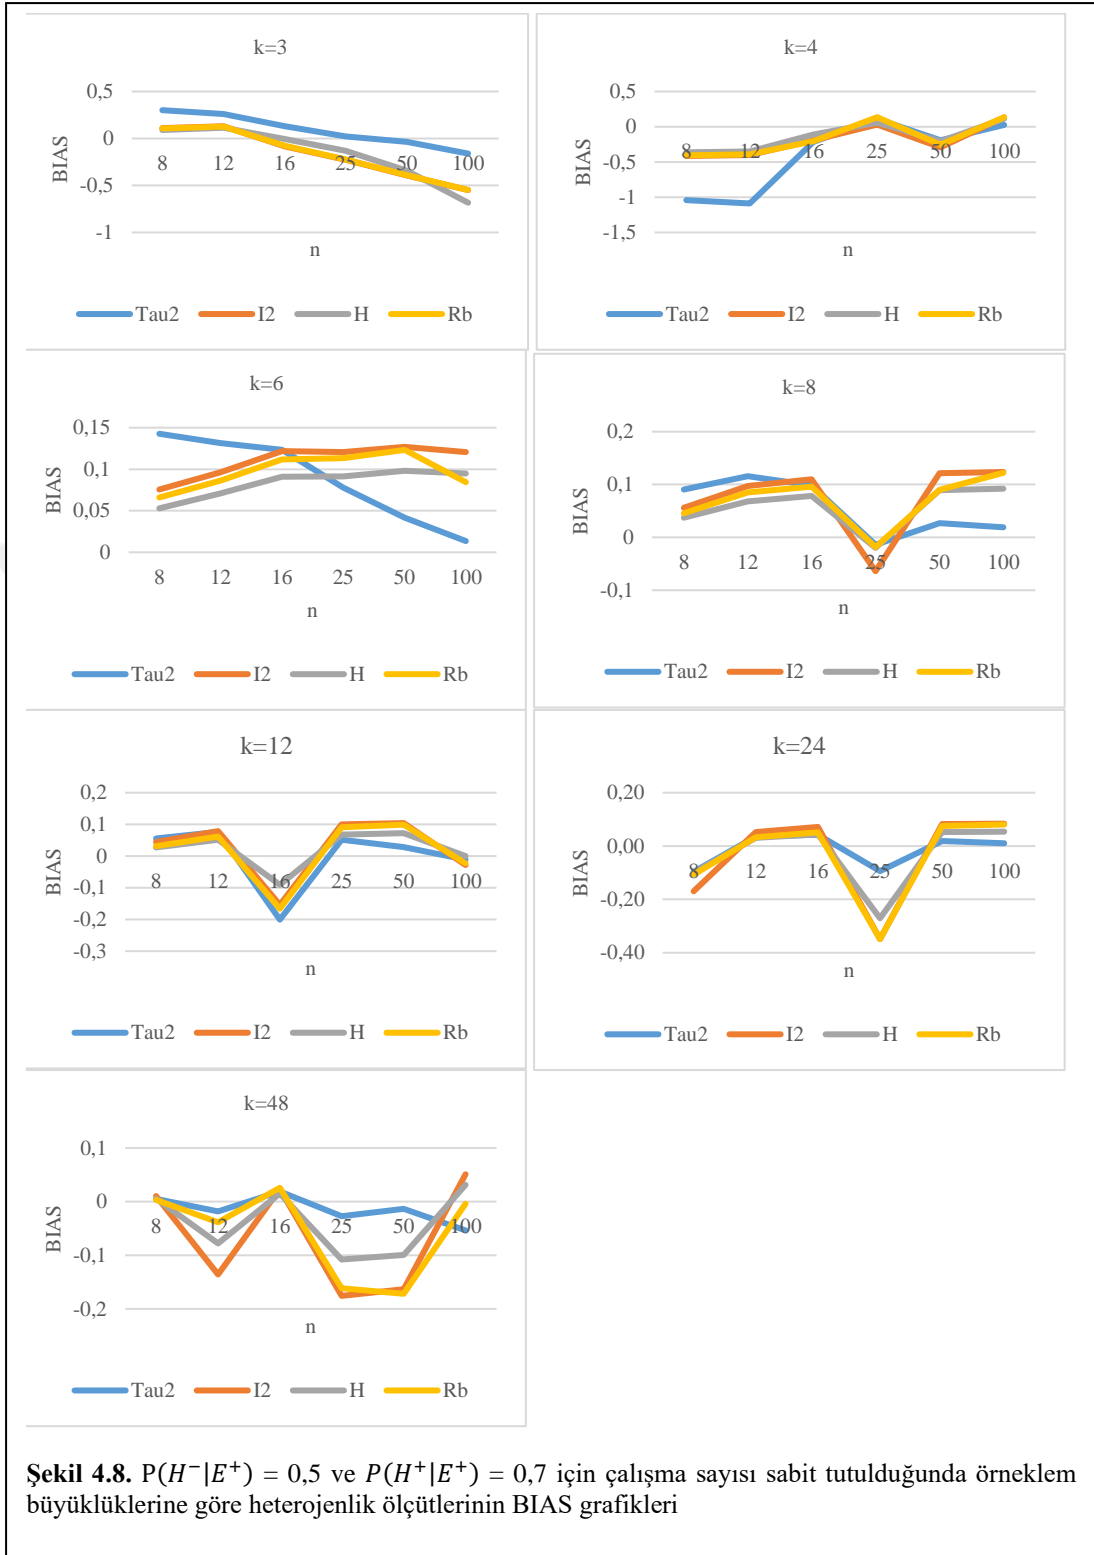 k=3
0,5
0
-0,5
-1
BIAS
8 12 16 25 50 100
n
Tau2 I2 H Rb
k=4
0,5
0
-0,5
-1
-1,5
BIAS
8 12 16 25 50 100
n
Tau2 I2 H Rb
k=6
0,15
0,1
0,05
0
BIAS
8 12 16 25 50 100
n
Tau2 I2 H Rb
k=8
0,2
0,1
0
-0,1
BIAS
8 12 16 25 50 100
n
Tau2 I2 H Rb
k=12
0,2
0,1
0
-0,1
-0,2
-0,3
BIAS
8 12 16 25 50 100
n
Tau2 I2 H Rb
k=24
0,20
0,00
-0,20
-0,40
BIAS
8 12 16 25 50 100
n
Tau2 I2 H Rb
k=48
0,1
0
-0,1
-0,2
BIAS
8 12 16 25 50 100
n
Tau2 I2 H Rb
Şekil 4.8. P(H⁻|E⁺) = 0,5 ve P(H⁺|E⁺) = 0,7 için çalışma sayısı sabit tutulduğunda örneklem
büyüklüklerine göre heterojenlik ölçütlerinin BIAS grafikleri